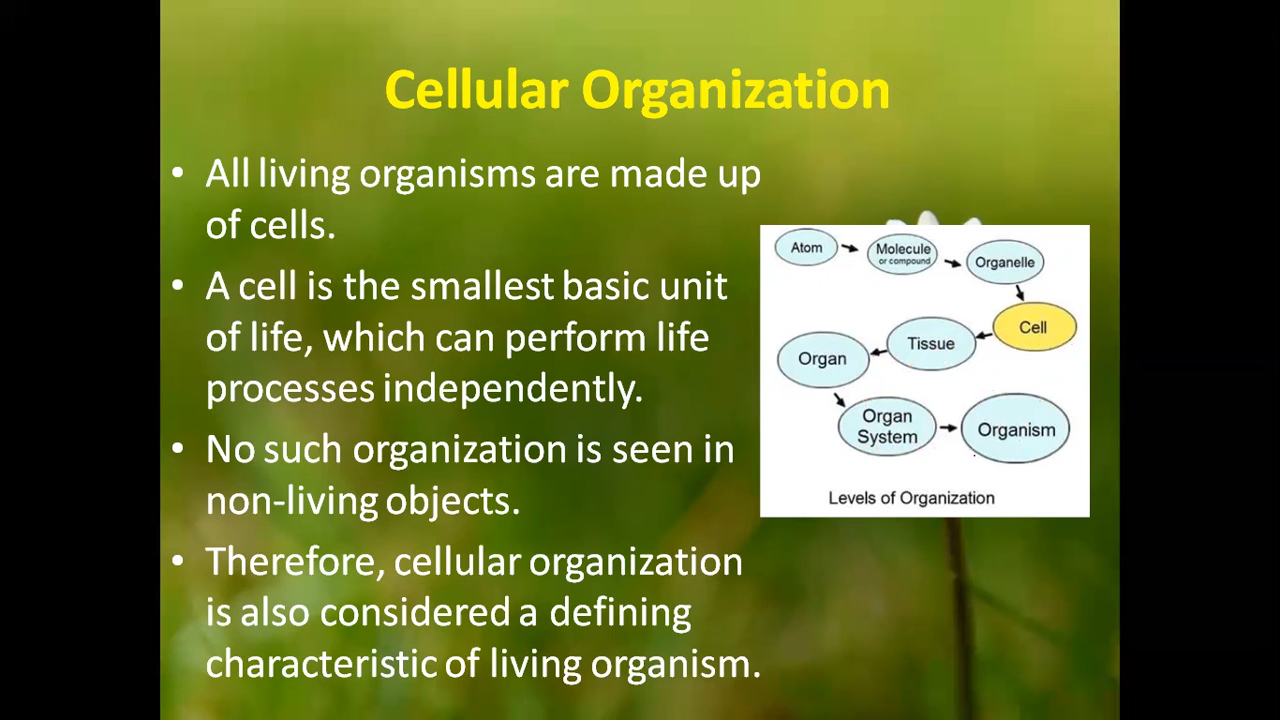 Cellular Organization
• All living organisms are made up
of cells.
• A cell is the smallest basic unit
of life, which can perform life
processes independently.
• No such organization is seen in
non-living objects.
• Therefore, cellular organization
is also considered a defining
characteristic of living organism.
Atom
Molecule
or compound
Organelle
Cell
Tissue
Organ
Organ
System
Organism
Levels of Organization